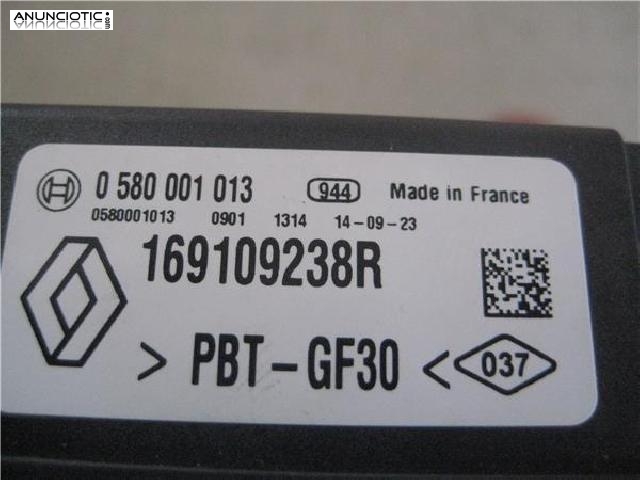 ANUNCIOTIC.com
0 580 001 013 944 Made in France
0580001013 0901 1314 14-09-23
169109238R
> PBT-GF30 < 037